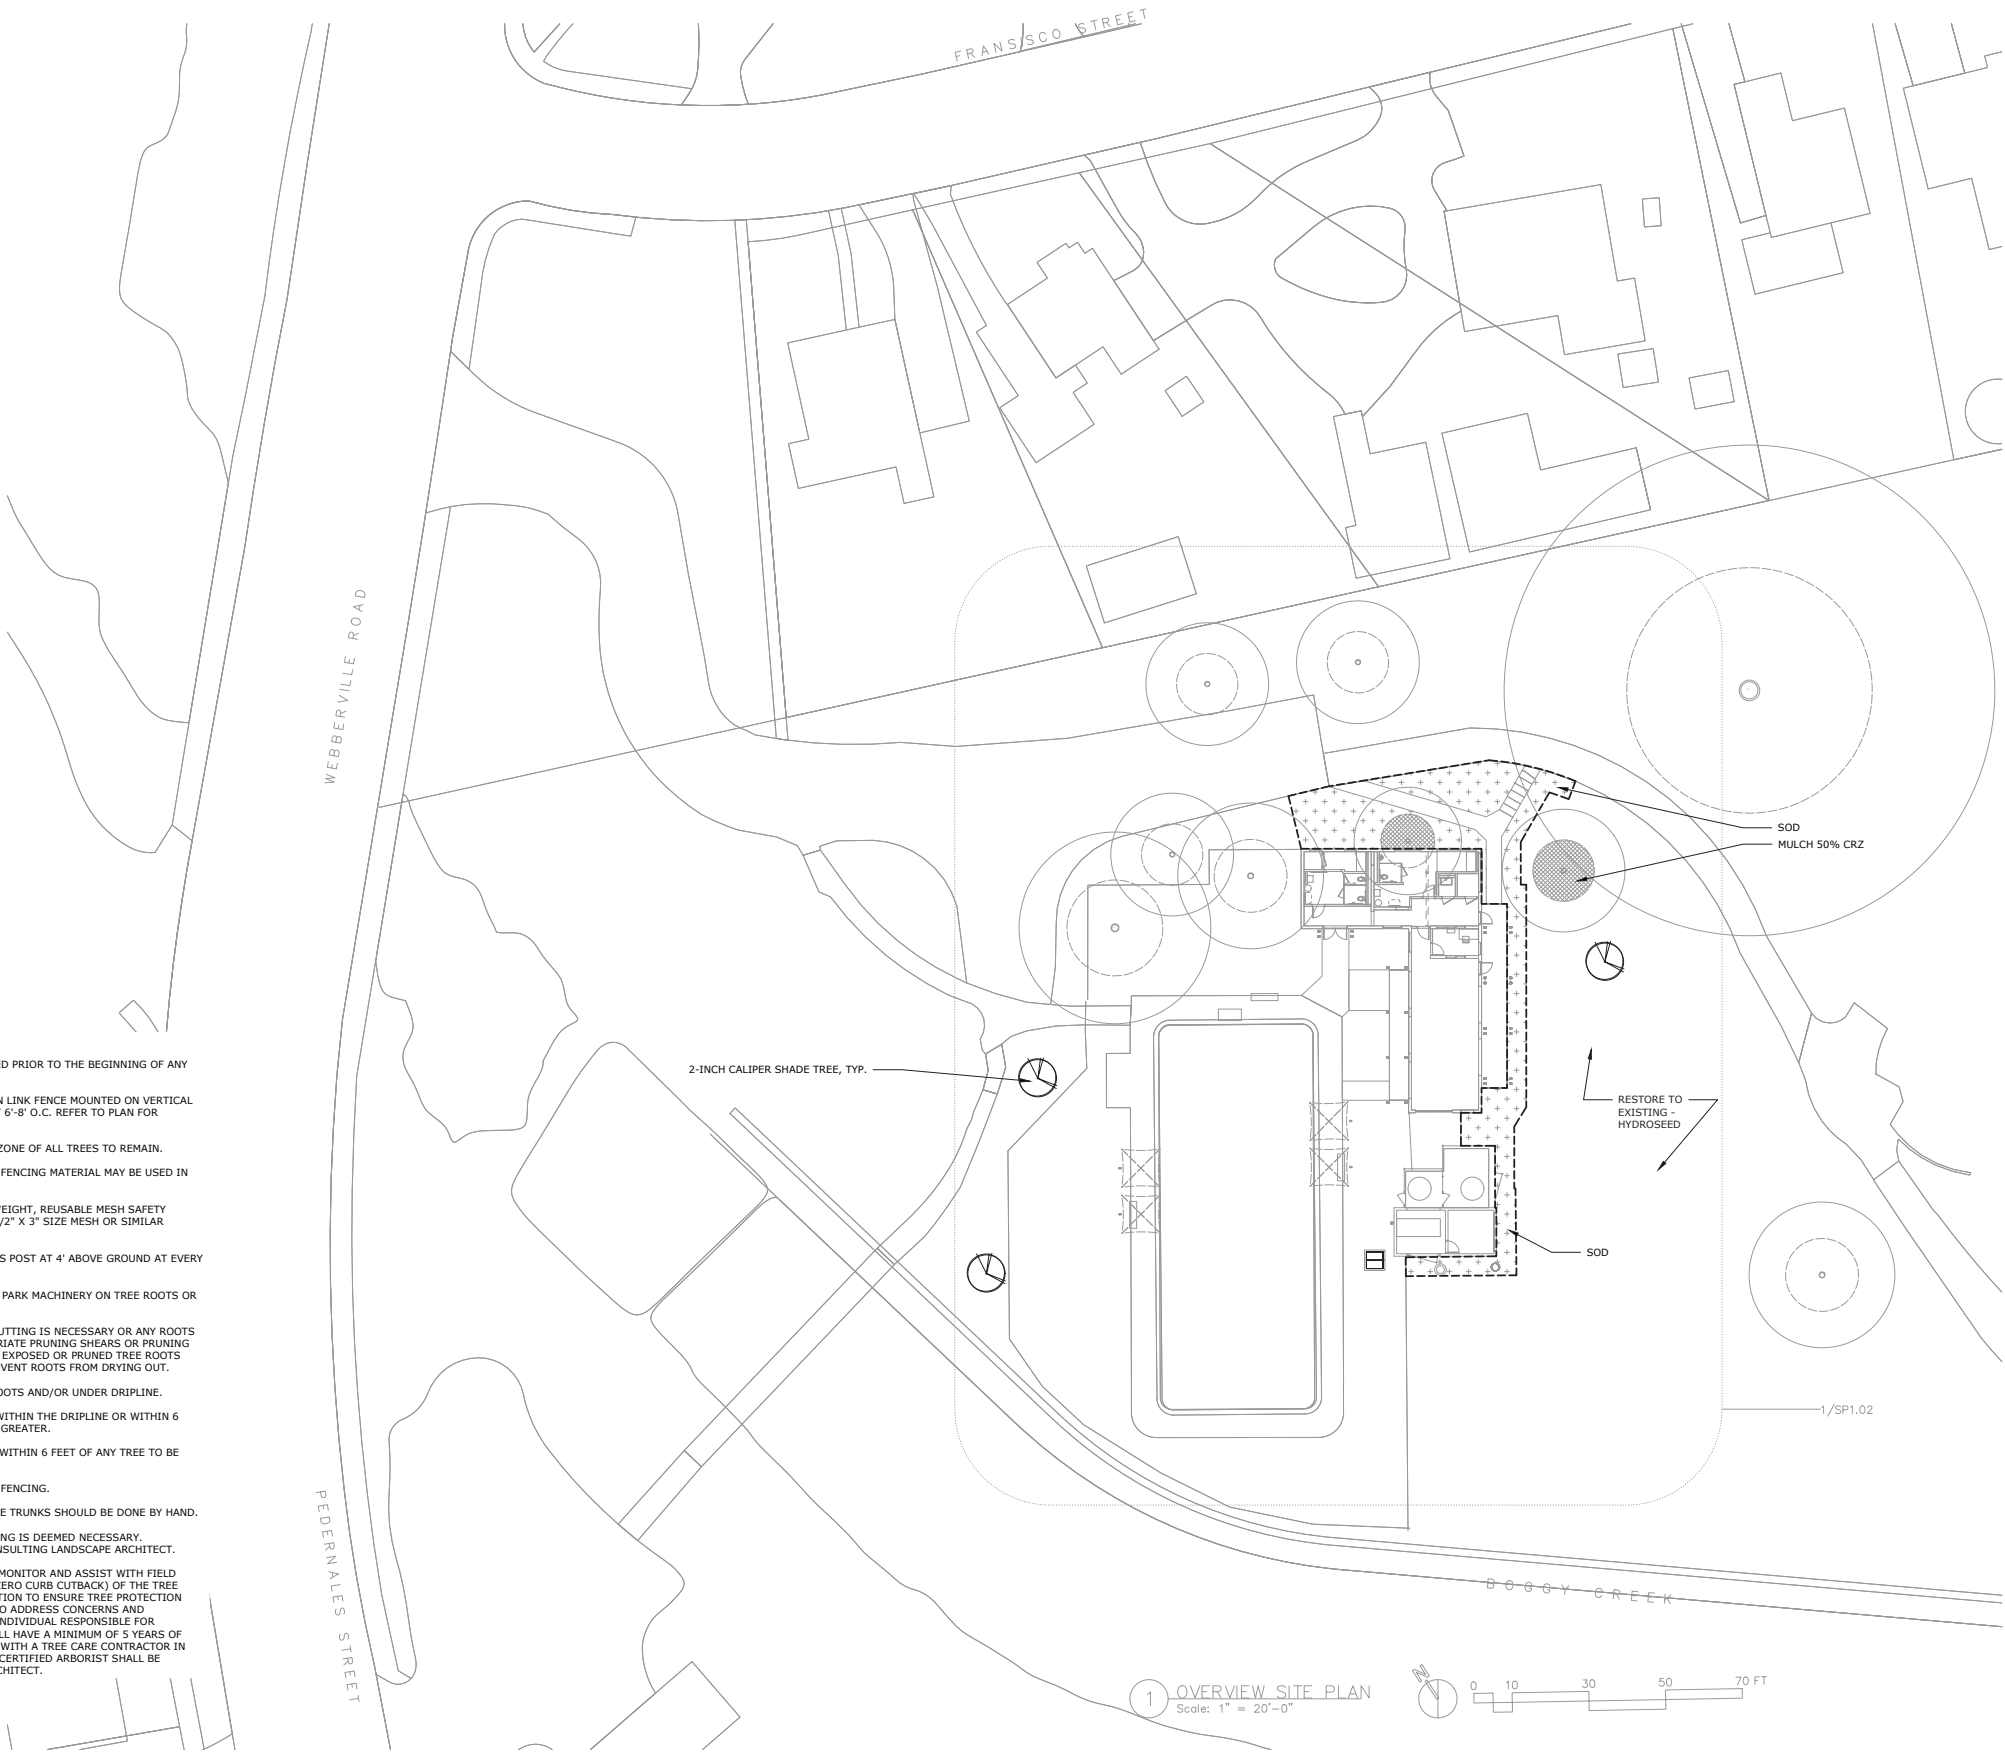 FRANSISCO STREET
WEBBERVILLE ROAD
SOD
MULCH 50% CRZ
2-INCH CALIPER SHADE TREE, TYP.
RESTORE TO
EXISTING -
HYDROSEED
SOD
1/SP1.02
ED PRIOR TO THE BEGINNING OF ANY
N LINK FENCE MOUNTED ON VERTICAL
6'-8' O.C. REFER TO PLAN FOR
ZONE OF ALL TREES TO REMAIN.
FENCING MATERIAL MAY BE USED IN
EIGHT, REUSABLE MESH SAFETY
/2" X 3" SIZE MESH OR SIMILAR
S POST AT 4' ABOVE GROUND AT EVERY
PARK MACHINERY ON TREE ROOTS OR
UTTING IS NECESSARY OR ANY ROOTS
RIATE PRUNING SHEARS OR PRUNING
EXPOSED OR PRUNED TREE ROOTS
VENT ROOTS FROM DRYING OUT.
OOTS AND/OR UNDER DRIPLINE.
WITHIN THE DRIPLINE OR WITHIN 6
GREATER.
WITHIN 6 FEET OF ANY TREE TO BE
FENCING.
E TRUNKS SHOULD BE DONE BY HAND.
NG IS DEEMED NECESSARY.
NSULTING LANDSCAPE ARCHITECT.
MONITOR AND ASSIST WITH FIELD
ZERO CURB CUTBACK) OF THE TREE
TION TO ENSURE TREE PROTECTION
O ADDRESS CONCERNS AND
INDIVIDUAL RESPONSIBLE FOR
LL HAVE A MINIMUM OF 5 YEARS OF
WITH A TREE CARE CONTRACTOR IN
CERTIFIED ARBORIST SHALL BE
CHITECT.
PEDERNALES STREET
BOGGY CREEK
1 OVERVIEW SITE PLAN
Scale: 1" = 20'-0"
N
0 10 30 50 70 FT